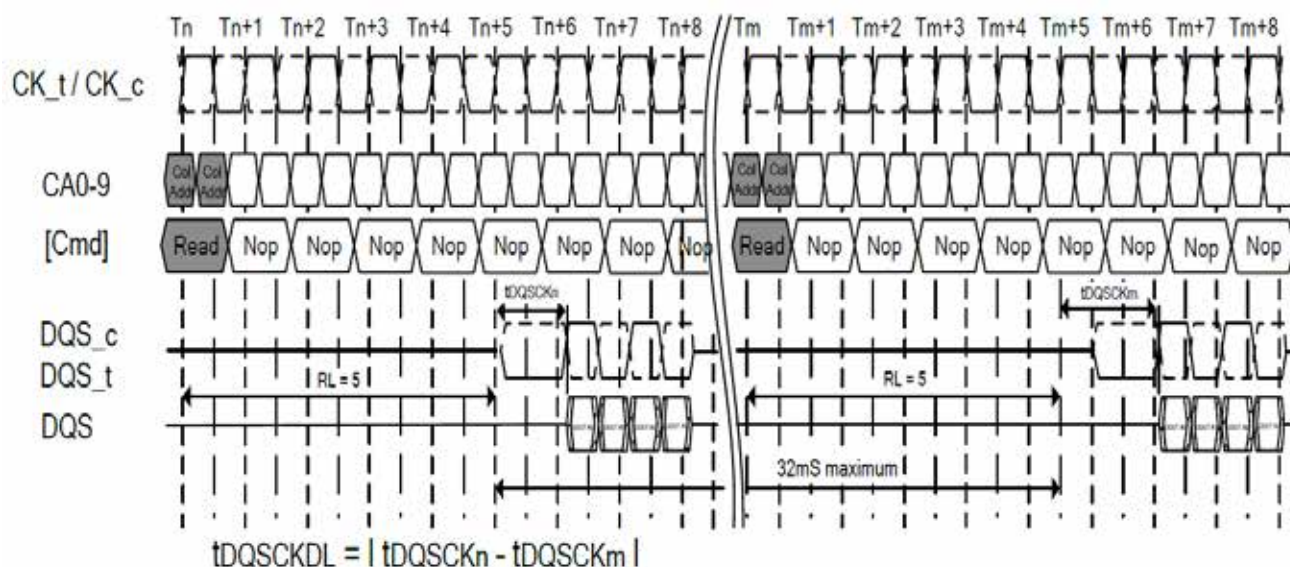 Tn Tn+1 Tn+2 Tn+3 Tn+4 Tn+5 Tn+6 Tn+7 Tn+8 Tm Tm+1 Tm+2 Tm+3 Tm+4 Tm+5 Tm+6 Tm+7 Tm+8
CK_t / CK_c
CA0-9 Col Addr Col Addr Col Addr Col Addr
[Cmd] Read Nop Nop Nop Nop Nop Nop Nop Nop Read Nop Nop Nop Nop Nop Nop Nop Nop
tDQSCKn tDQSCKm
DQS_c
DQS_t
RL = 5 RL = 5
DQS
32mS maximum
tDQSCKDL = | tDQSCKn - tDQSCKm |